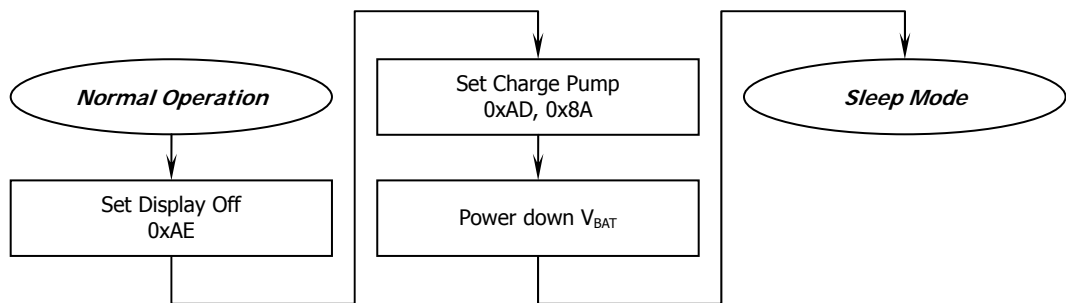 Normal Operation
Set Display Off
0xAE
Set Charge Pump
0xAD, 0x8A
Power down VBAT
Sleep Mode